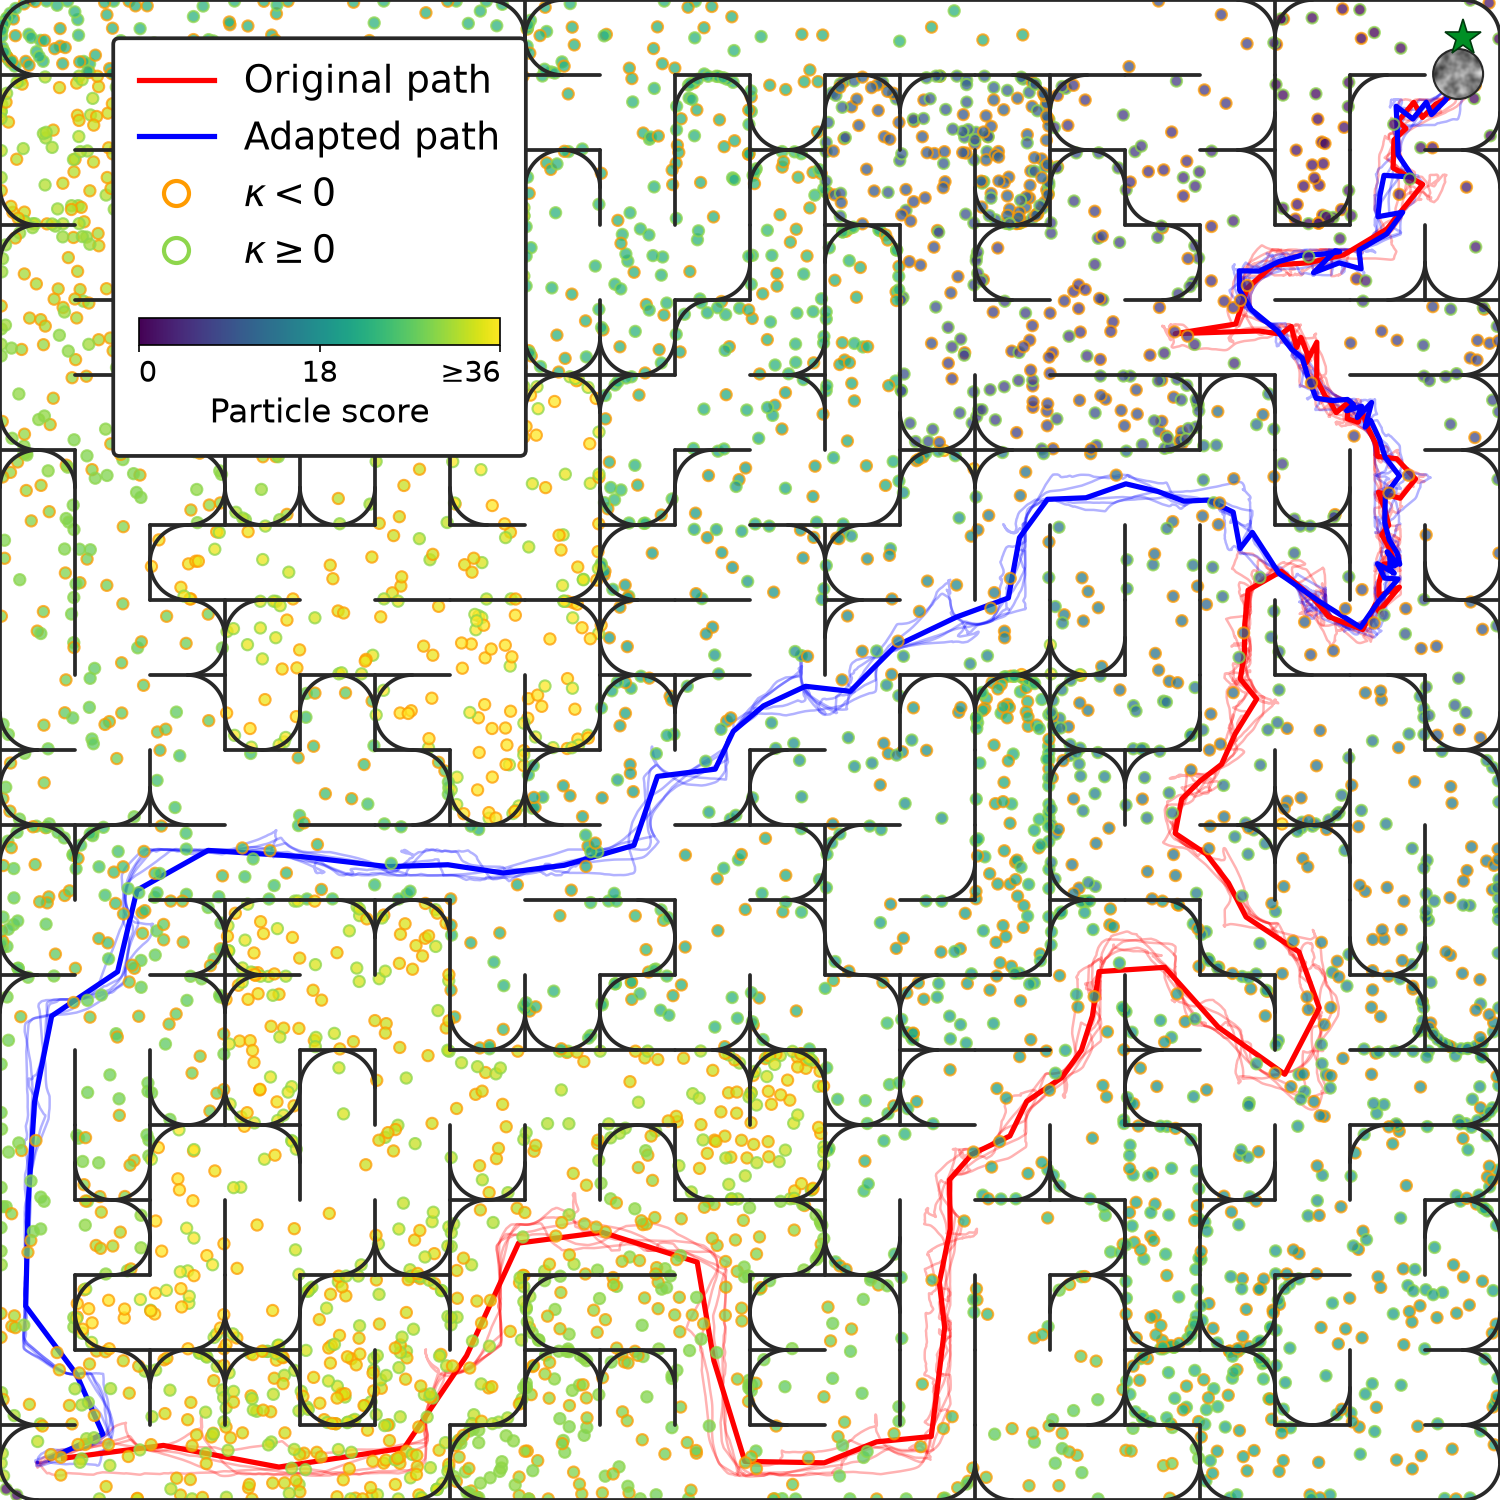 Original path
Adapted path
κ < 0
κ ≥ 0
0 18 ≥36
Particle score